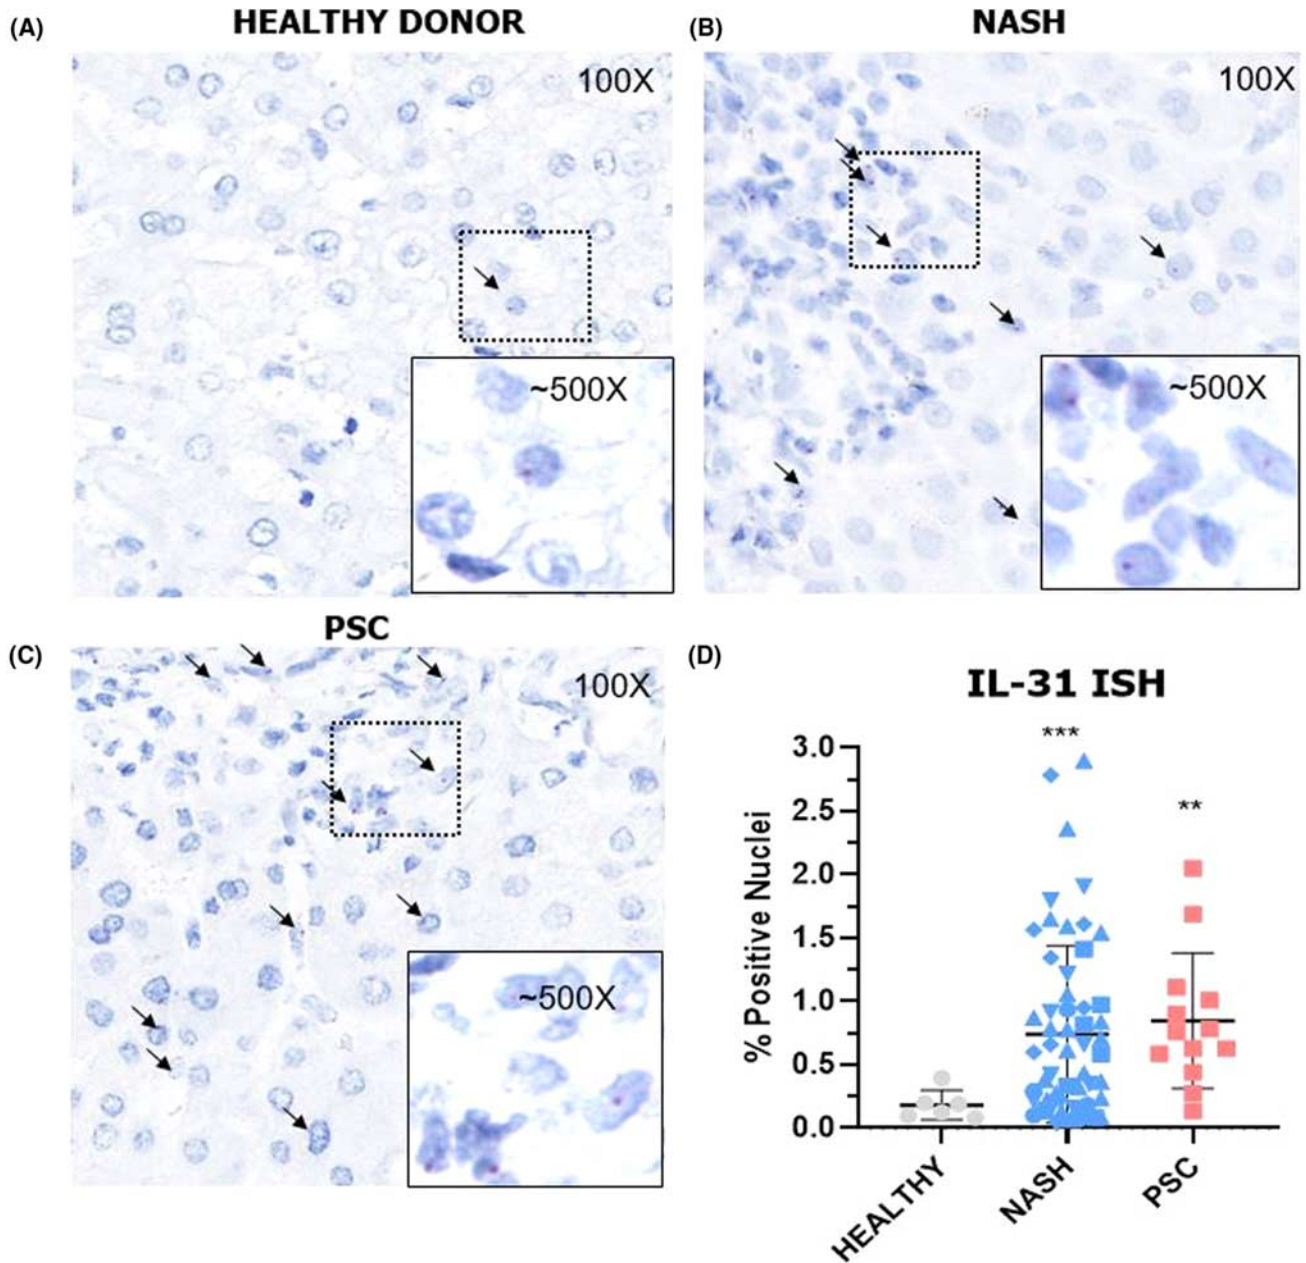 (A)
HEALTHY DONOR
100X
~500X
(B)
NASH
100X
~500X
(C)
PSC
100X
~500X
(D)
IL-31 ISH
***
**
% Positive Nuclei
3.0
2.5
2.0
1.5
1.0
0.5
0.0
HEALTHY
NASH
PSC